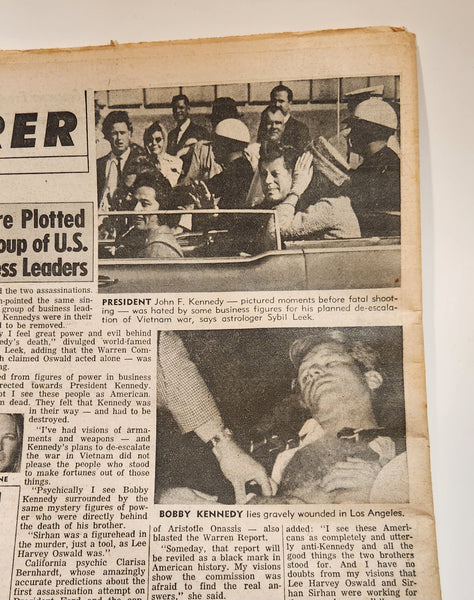 RER
re Plotted
oup of U.S.
ess Leaders
d the two assassinations.
n-pointed the same sin-
group of business lead-
Kennedys were in their
d to be removed.
y I feel great power and evil behind
nedy's death," divulged world-famed
Leek, adding that the Warren Com-
h claimed Oswald acted alone — was
ng.
ed from figures of power in business
rected towards President Kennedy.
ot I see these people as American.
n dead. They felt that Kennedy was
in their way — and had to be
destroyed.
"I've had visions of arma-
ments and weapons — and
Kennedy's plans to de-escalate
the war in Vietnam did not
please the people who stood
to make fortunes out of those
things.
NE
"Psychically I see Bobby
Kennedy surrounded by the
same mystery figures of pow-
er who were directly behind
the death of his brother.
"Sirhan was a figurehead in
the murder, just a tool, as Lee
Harvey Oswald was."
California psychic Clarisa
Bernhardt, whose amazingly
accurate predictions about the
first assassination attempt on
President Ford and the
PRESIDENT John F. Kennedy — pictured moments before fatal shoot-
ing — was hated by some business figures for his planned de-escala-
tion of Vietnam war, says astrologer Sybil Leek.
BOBBY KENNEDY lies gravely wounded in Los Angeles.
of Aristotle Onassis — also
blasted the Warren Report.
"Someday, that report will
be reviled as a black mark in
American history. My visions
show the commission was
afraid to find the real an-
swers," she said.
added: "I see these Ameri-
cans as completely and utter-
ly anti-Kennedy and all the
good things the two brothers
stood for. And I have no
doubts from my visions that
Lee Harvey Oswald and Sir-
han Sirhan were working for